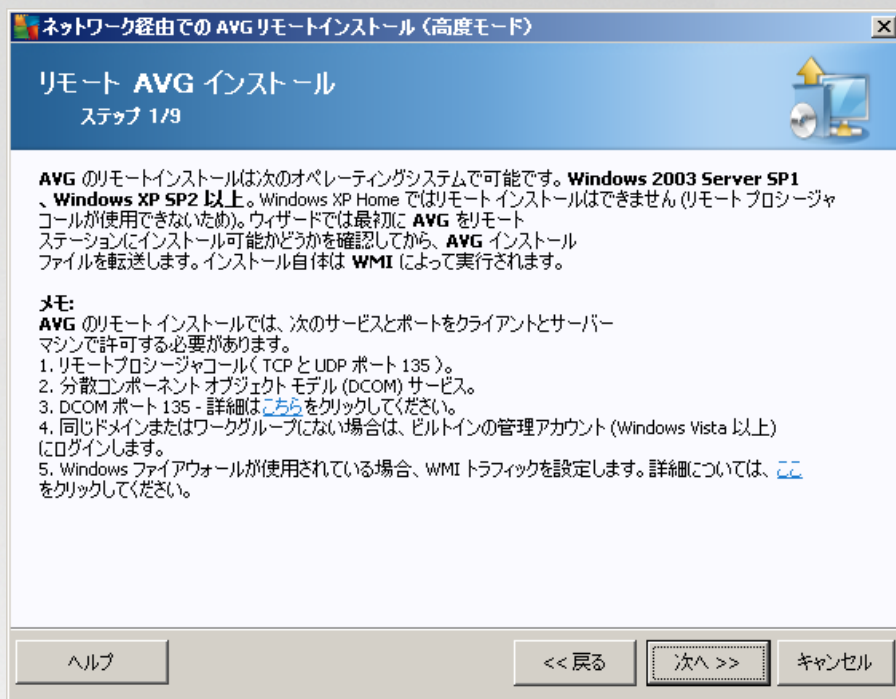 ネットワーク経由での AVG リモートインストール（高度モード）
リモート AVG インストール
ステップ 1/9
AVG のリモートインストールは次のオペレーティングシステムで可能です。Windows 2003 Server SP1
、Windows XP SP2 以上。Windows XP Home ではリモートインストールはできません (リモート プロシージャ
コールが使用できないため)。ウィザードでは最初に AVG をリモート
ステーションにインストール可能かどうかを確認してから、AVG インストール
ファイルを転送します。インストール自体は WMI によって実行されます。
メモ:
AVG のリモートインストールでは、次のサービスとポートをクライアントとサーバー
マシンで許可する必要があります。
1. リモートプロシージャコール（ TCP と UDP ポート 135 ）。
2. 分散コンポーネント オブジェクト モデル (DCOM) サービス。
3. DCOM ポート 135 - 詳細はこちらをクリックしてください。
4. 同じドメインまたはワークグループにない場合は、ビルトインの管理アカウント (Windows Vista 以上)
にログインします。
5. Windows ファイアウォールが使用されている場合、WMI トラフィックを設定します。詳細については、ここ
をクリックしてください。
ヘルプ
<< 戻る
次へ >>
キャンセル